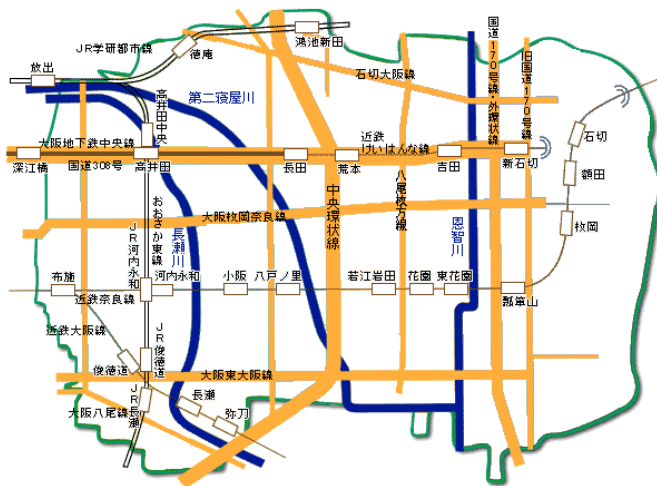 鴻池新田
JR学研都市線
徳庵
放出
石切大阪線
国道170号線・外環状線
旧国道170号線
高井田中央
第二寝屋川
石切
大阪地下鉄中央線
近鉄
けいはんな線
深江橋
国道308号
高井田
長田
荒本
吉田
新石切
額田
中央環状線
八尾枚方線
枚岡
大阪枚岡奈良線
おおさか東線
長瀬川
恩智川
JR河内永和
布施
河内永和
小阪
八戸ノ里
若江岩田
花園
東花園
瓢箪山
近鉄奈良線
近鉄大阪線
JR俊徳道
俊徳道
大阪東大阪線
JR長瀬
長瀬
大阪八尾線
弥刀